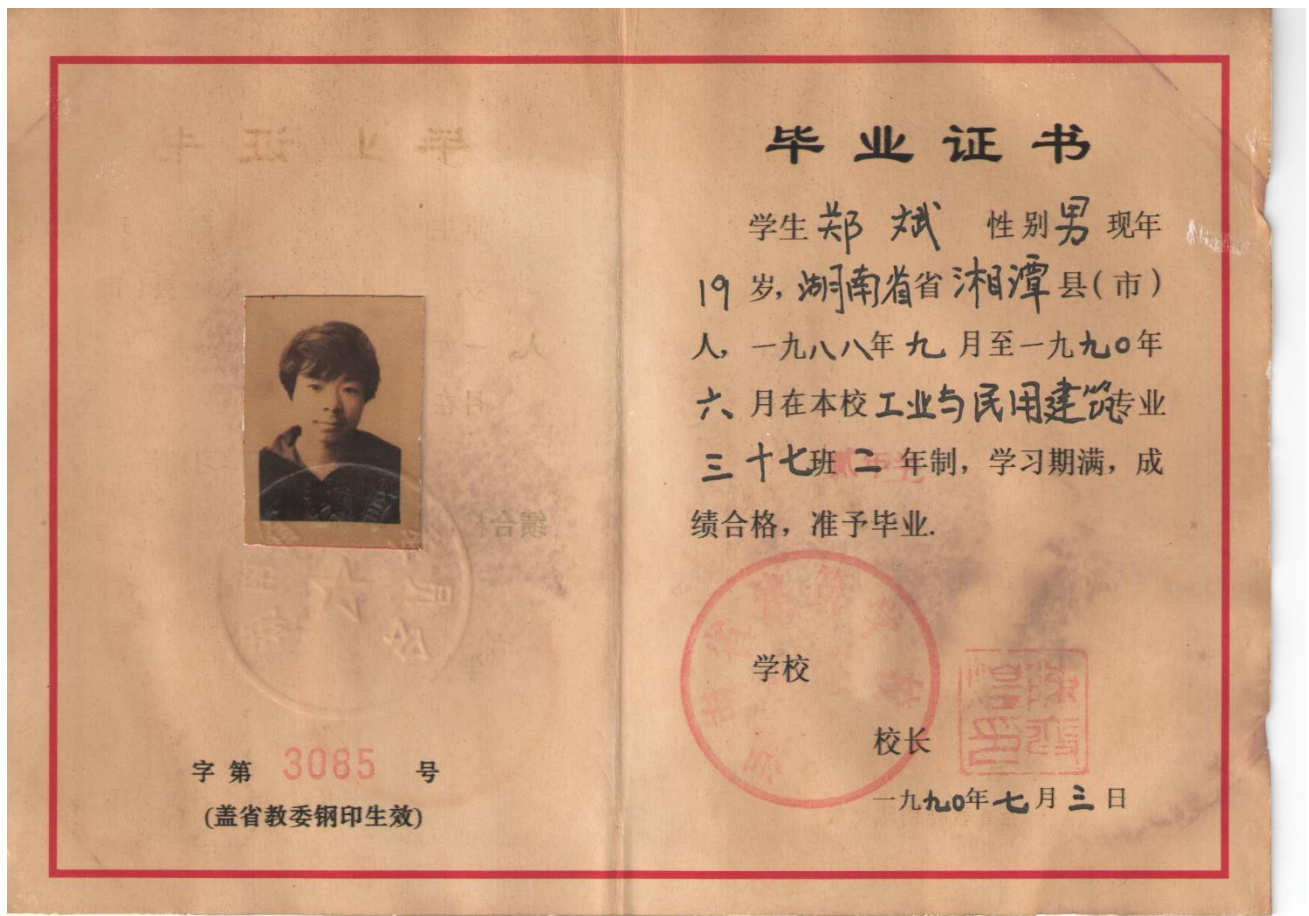 字第 3085 号
(盖省教委钢印生效)
毕业证书
学生 郑斌 性别 男 现年
19 岁, 湖南省省 湘潭 县(市)
人, 一九八八年九月至一九九〇年
六月在本校工业与民用建筑专业
三十七班二年制, 学习期满, 成
绩合格, 准予毕业.
学校
校长
一九九〇年七月三日